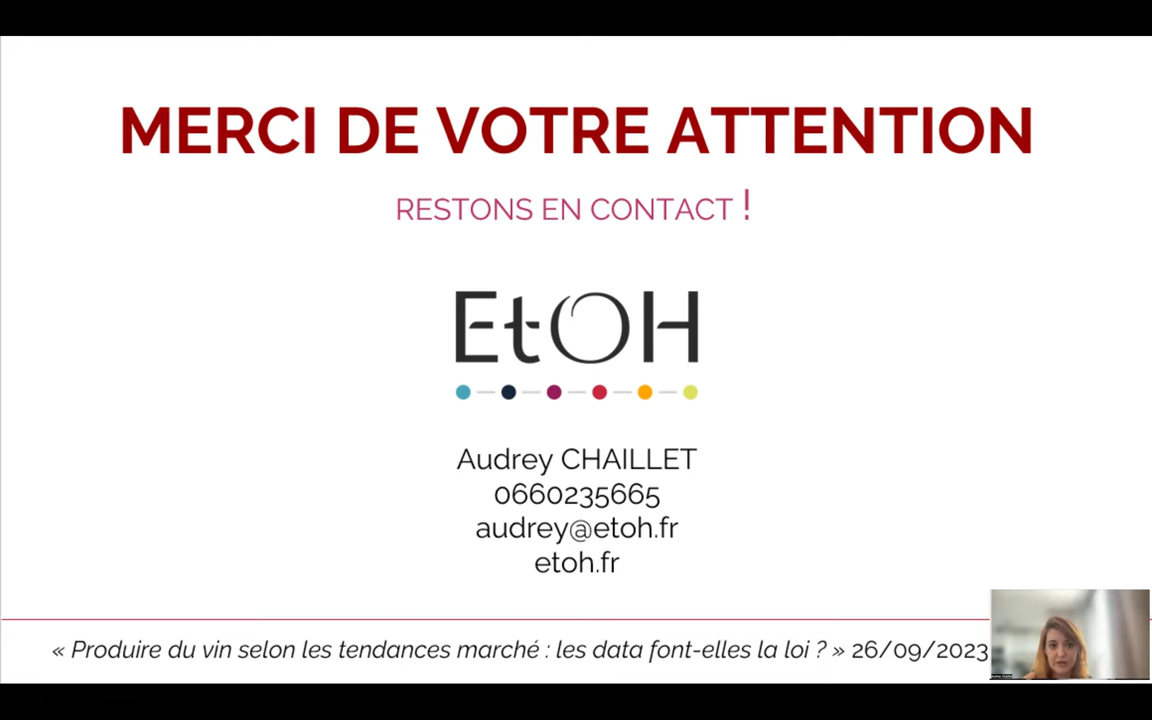 MERCI DE VOTRE ATTENTION
RESTONS EN CONTACT !
EtOH
Audrey CHAILLET
0660235665
audrey@etoh.fr
etoh.fr
« Produire du vin selon les tendances marché : les data font-elles la loi ? » 26/09/2023